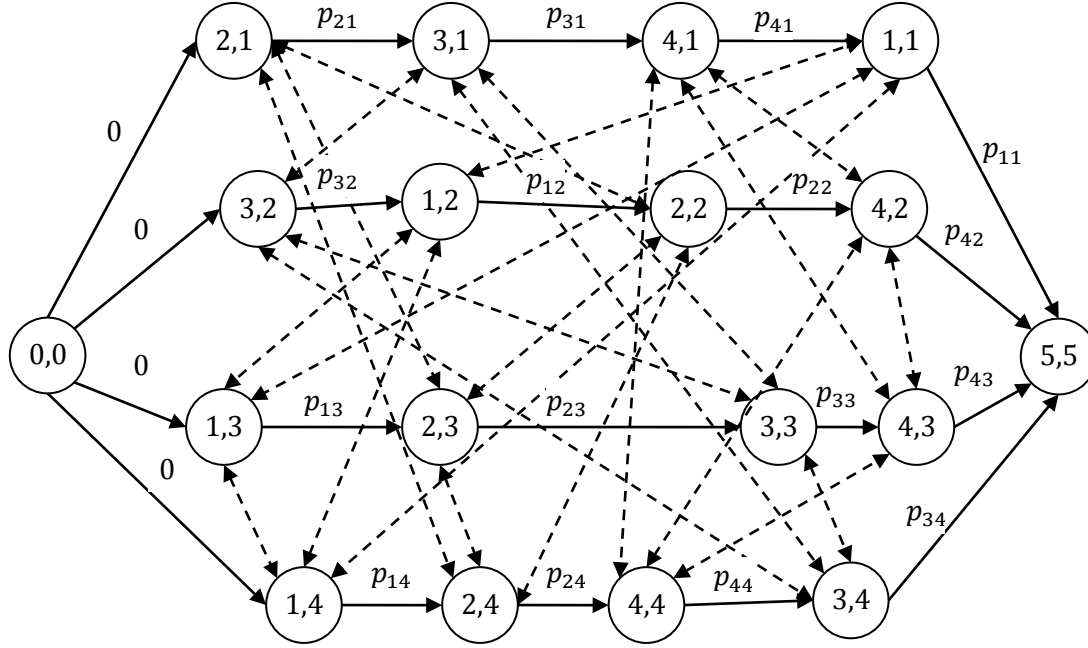 p₂₁ p₃₁ p₄₁
2,1 3,1 4,1 1,1
0
p₁₁
p₃₂ p₁₂ p₂₂
3,2 1,2 2,2 4,2
0
p₄₂
0,0 5,5
0
p₁₃ p₂₃ p₃₃ p₄₃
1,3 2,3 3,3 4,3
0
p₃₄
p₁₄ p₂₄ p₄₄
1,4 2,4 4,4 3,4